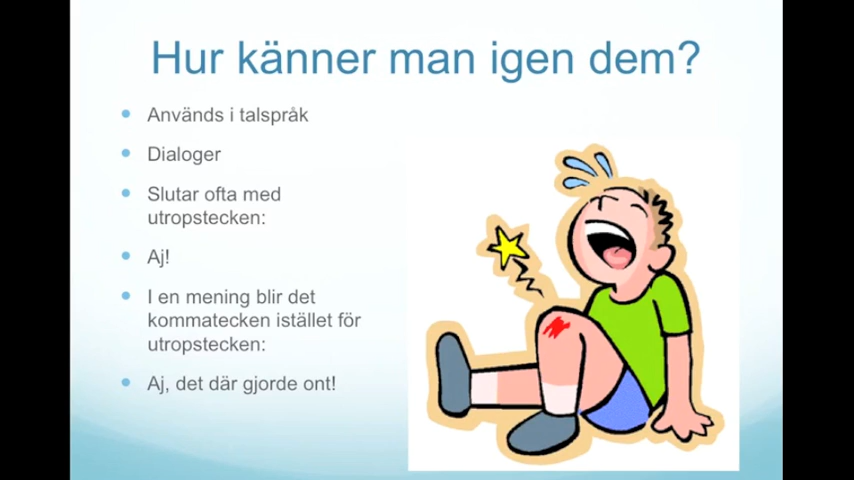 Hur känner man igen dem?
Används i talspråk
Dialoger
Slutar ofta med
utropstecken:
Aj!
I en mening blir det
kommatecken istället för
utropstecken:
Aj, det där gjorde ont!